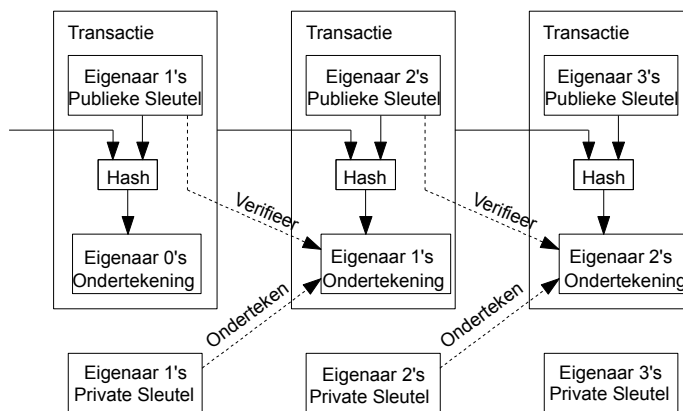 Transactie
Eigenaar 1's
Publieke Sleutel
Hash
Eigenaar 0's
Ondertekening
Transactie
Eigenaar 2's
Publieke Sleutel
Hash
Eigenaar 1's
Ondertekening
Transactie
Eigenaar 3's
Publieke Sleutel
Hash
Eigenaar 2's
Ondertekening
Verifieer
Verifieer
Onderteken
Onderteken
Eigenaar 1's
Private Sleutel
Eigenaar 2's
Private Sleutel
Eigenaar 3's
Private Sleutel